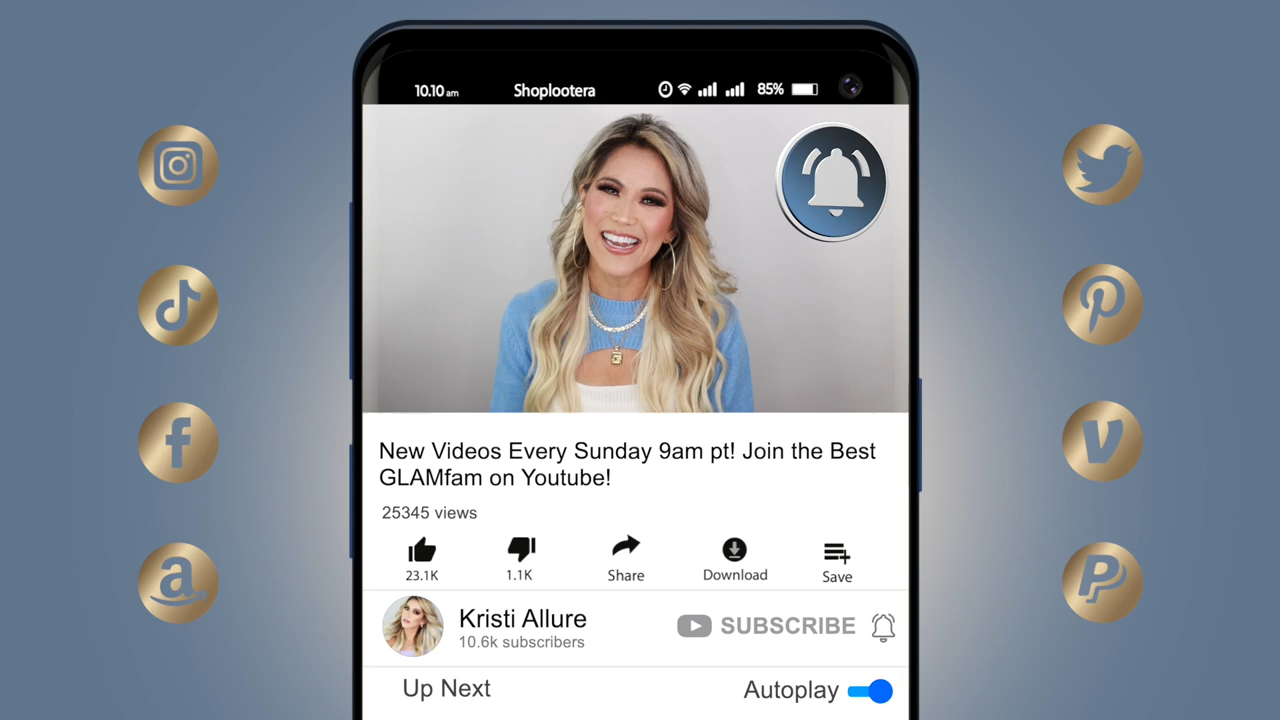 10.10 am Shoplootera 85%
New Videos Every Sunday 9am pt! Join the Best
GLAMfam on Youtube!
25345 views
23.1K 1.1K Share Download Save
Kristi Allure
10.6k subscribers
SUBSCRIBE
Up Next Autoplay